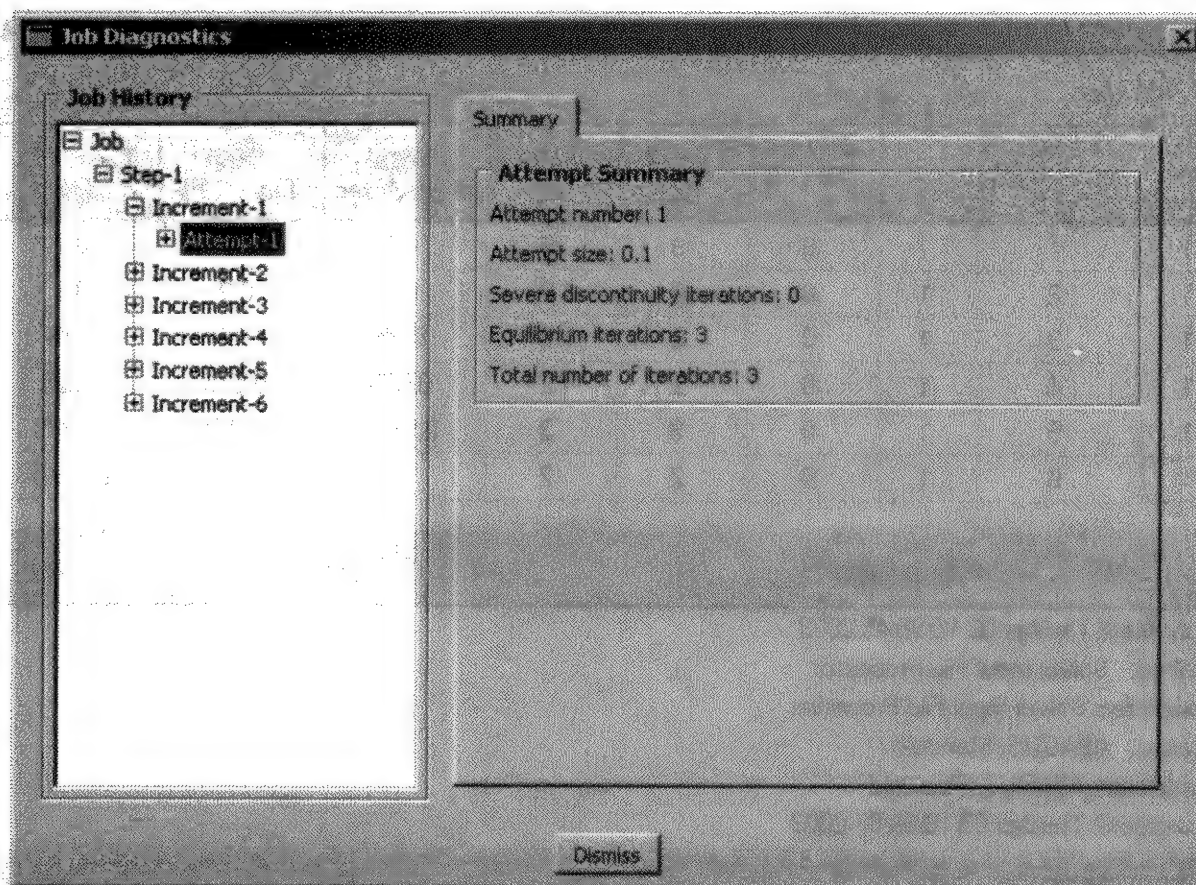 Job Diagnostics
Job History
Job
Step-1
Increment-1
Attempt-1
Increment-2
Increment-3
Increment-4
Increment-5
Increment-6
Summary
Attempt Summary
Attempt number: 1
Attempt size: 0.1
Severe discontinuity iterations: 0
Equilibrium iterations: 3
Total number of iterations: 3
Dismiss